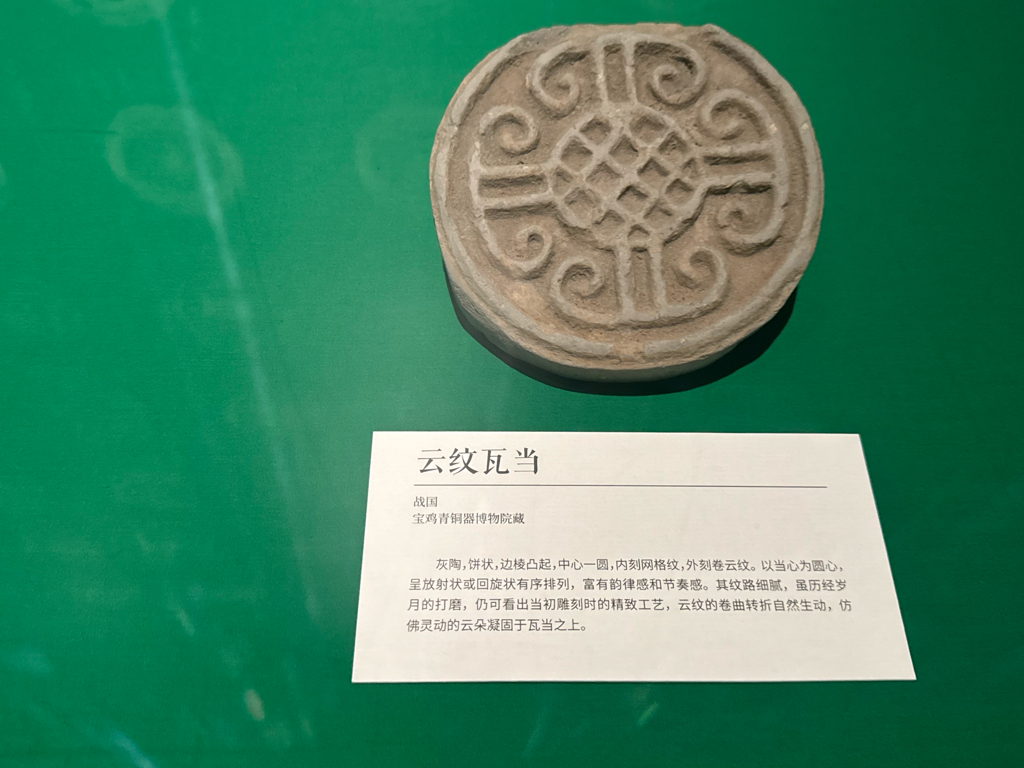 云纹瓦当
战国
宝鸡青铜器博物院藏
灰陶，饼状，边棱凸起，中心一圆，内刻网格纹，外刻卷云纹。以当心为圆心，
呈放射状或回旋状有序排列，富有韵律感和节奏感。其纹路细腻，虽历经岁
月的打磨，仍可看出当初雕刻时的精致工艺，云纹的卷曲转折自然生动，仿
佛灵动的云朵凝固于瓦当之上。